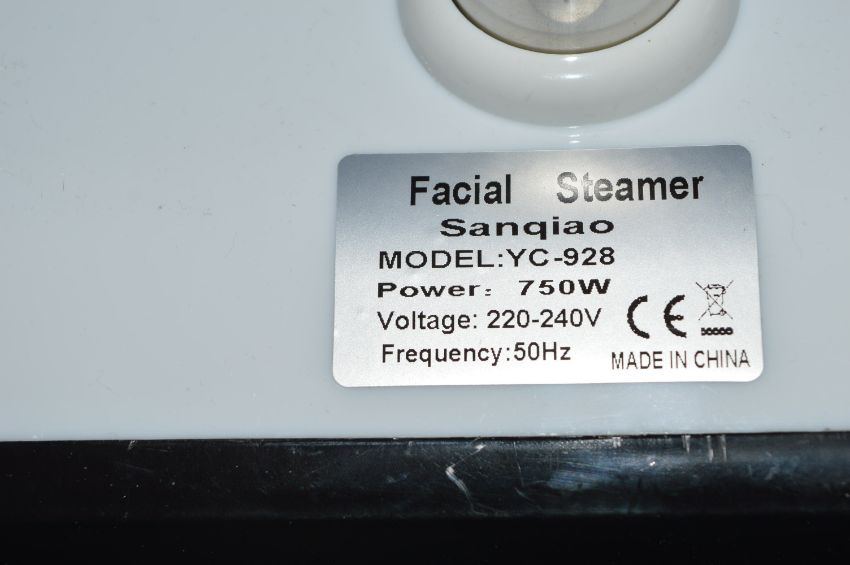 Facial Steamer
Sanqiao
MODEL:YC-928
Power: 750W
Voltage: 220-240V
Frequency:50Hz
CE
MADE IN CHINA